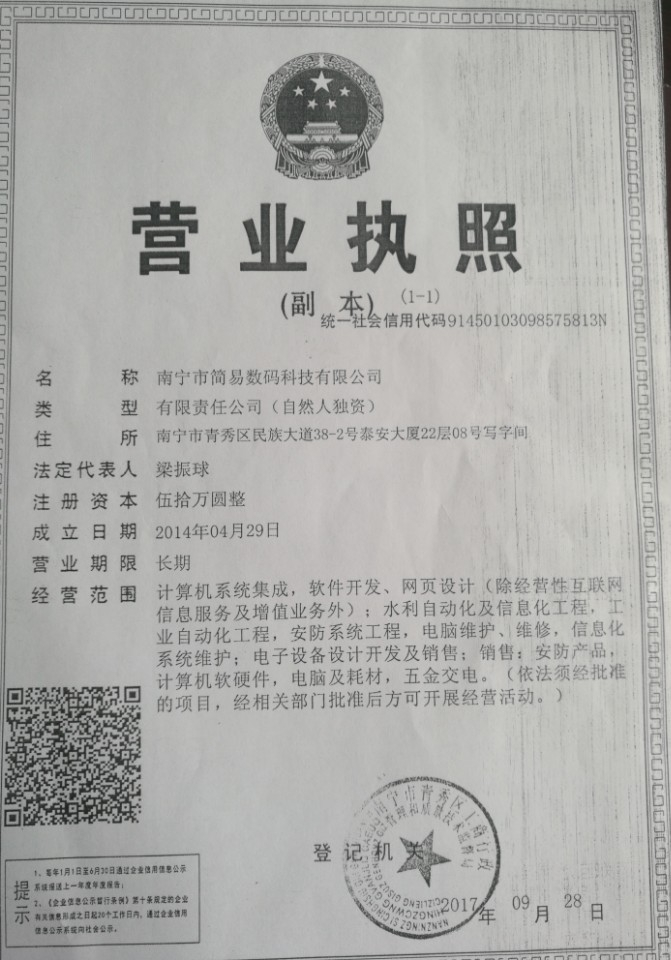 营业执照
(副 本) (1-1)
统一社会信用代码91450103098575813N
名 称 南宁市简易数码科技有限公司
类 型 有限责任公司（自然人独资）
住 所 南宁市青秀区民族大道38-2号泰安大厦22层08号写字间
法定代表人 梁振球
注册资本 伍拾万圆整
成立日期 2014年04月29日
营业期限 长期
经营范围 计算机系统集成，软件开发、网页设计（除经营性互联网
信息服务及增值业务外）；水利自动化及信息化工程，工
业自动化工程，安防系统工程，电脑维护、维修，信息化
系统维护；电子设备设计开发及销售；销售：安防产品，
计算机软硬件，电脑及耗材，五金交电。（依法须经批准
的项目，经相关部门批准后方可开展经营活动。）
登记机关
南宁市青秀区工商行政
管理和质量技术监督局
2017年09月28日
提示
1、每年1月1日至6月30日通过企业信用信息公示
系统报送上一年度年度报告；
2、《企业信息公示暂行条例》第十条规定的企业
有关信息形成之日起20个工作日内，通过企业信用
信息公示系统向社会公示。